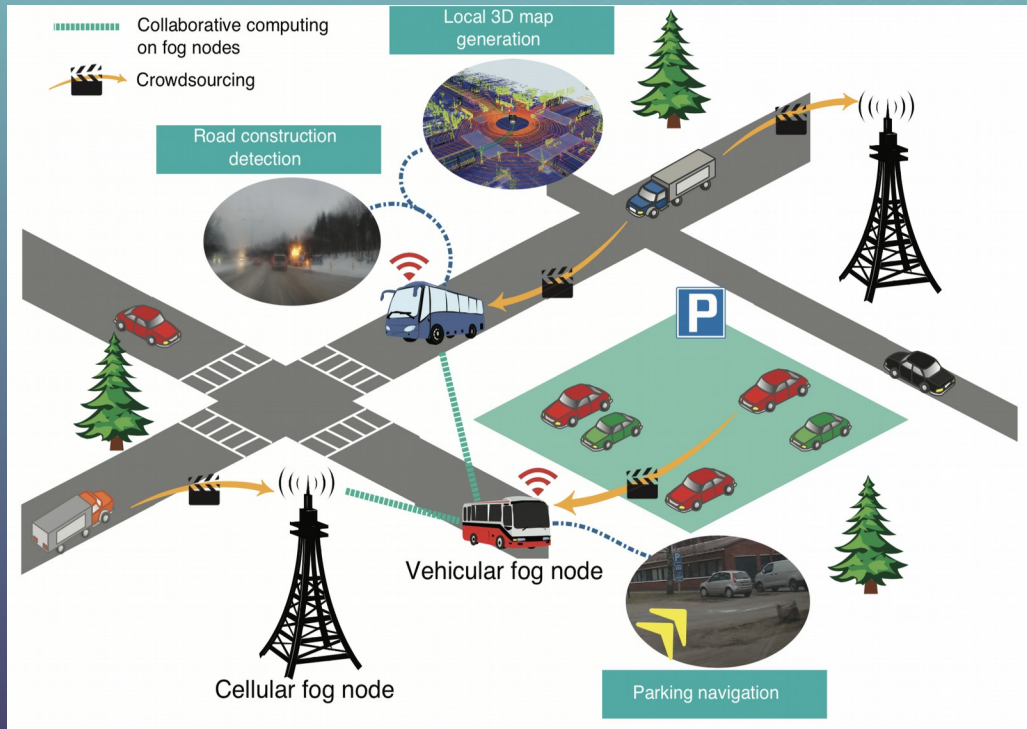 Collaborative computing
on fog nodes
Crowdsourcing
Local 3D map
generation
Road construction
detection
P
Vehicular fog node
Cellular fog node
Parking navigation